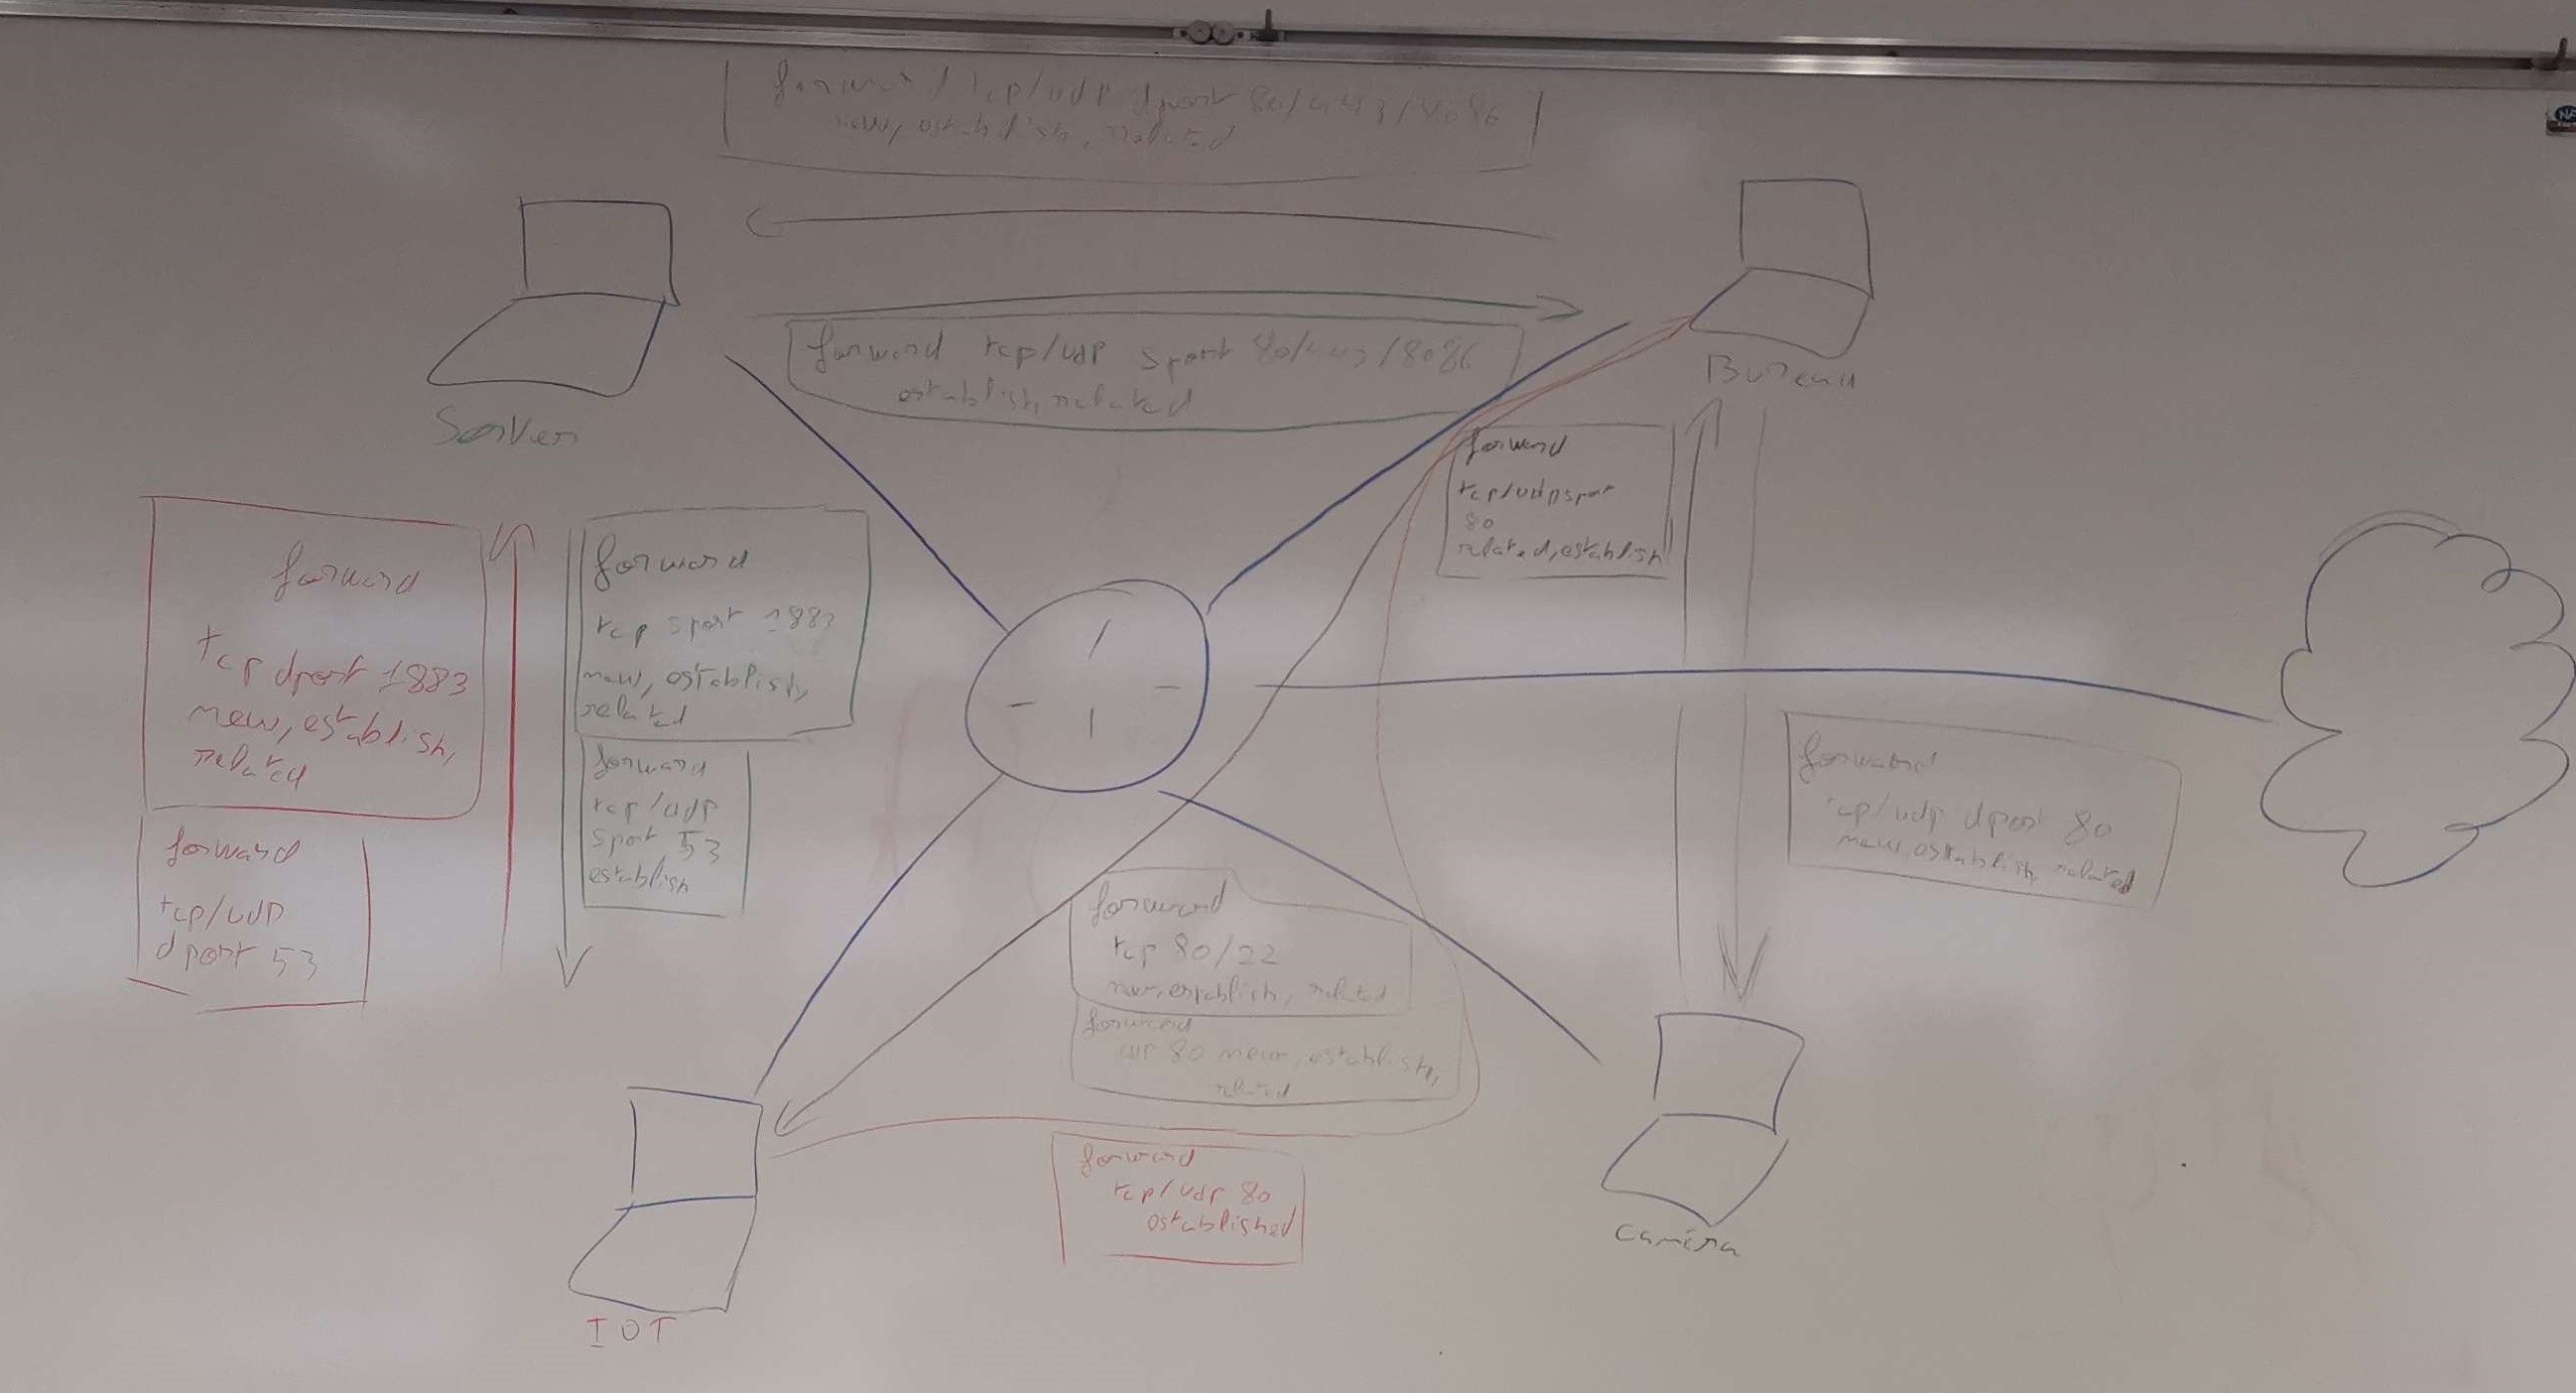 forward tcp/udp dport 80/443/8086
new, establish, related
forward tcp/udp sport 80/443/8086
establish, related
Server
Bureau
forward
tcp/udp sport
80
related, establish
forward
tcp dport 1883
new, establish,
related
forward
tcp/udp
dport 53
forward
tcp sport 1883
new, establish,
related
forward
tcp/udp
sport 53
establish
forward
tcp/udp dport 80
new, establish, related
forward
tcp 80/22
new, establish, related
forward
80 new, establish,
related
forward
tcp/udp 80
established
IOT
caméra